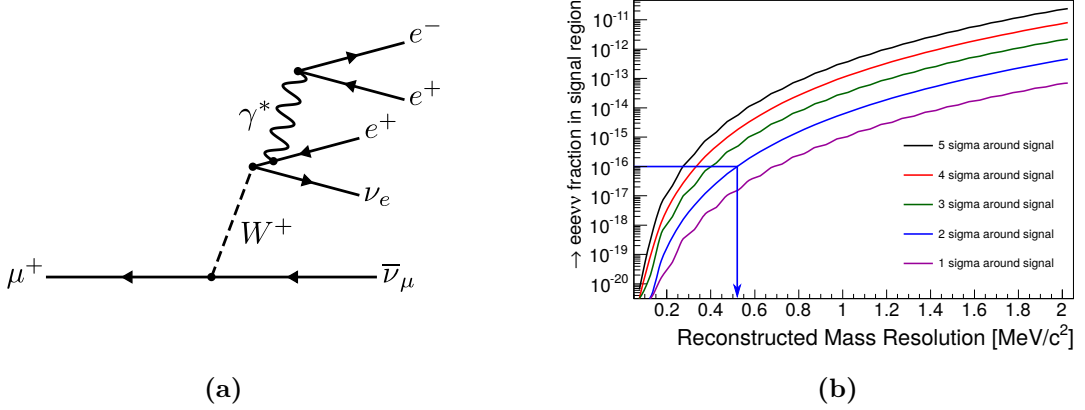 e⁻
e⁺
γ*
e⁺
ν_e
W⁺
μ⁺
ν̅_μ
(a)
→ eeeνν fraction in signal region
10⁻¹¹
10⁻¹²
10⁻¹³
10⁻¹⁴
10⁻¹⁵
10⁻¹⁶
10⁻¹⁷
10⁻¹⁸
10⁻¹⁹
10⁻²⁰
5 sigma around signal
4 sigma around signal
3 sigma around signal
2 sigma around signal
1 sigma around signal
0.2 0.4 0.6 0.8 1 1.2 1.4 1.6 1.8 2
Reconstructed Mass Resolution [MeV/c²]
(b)